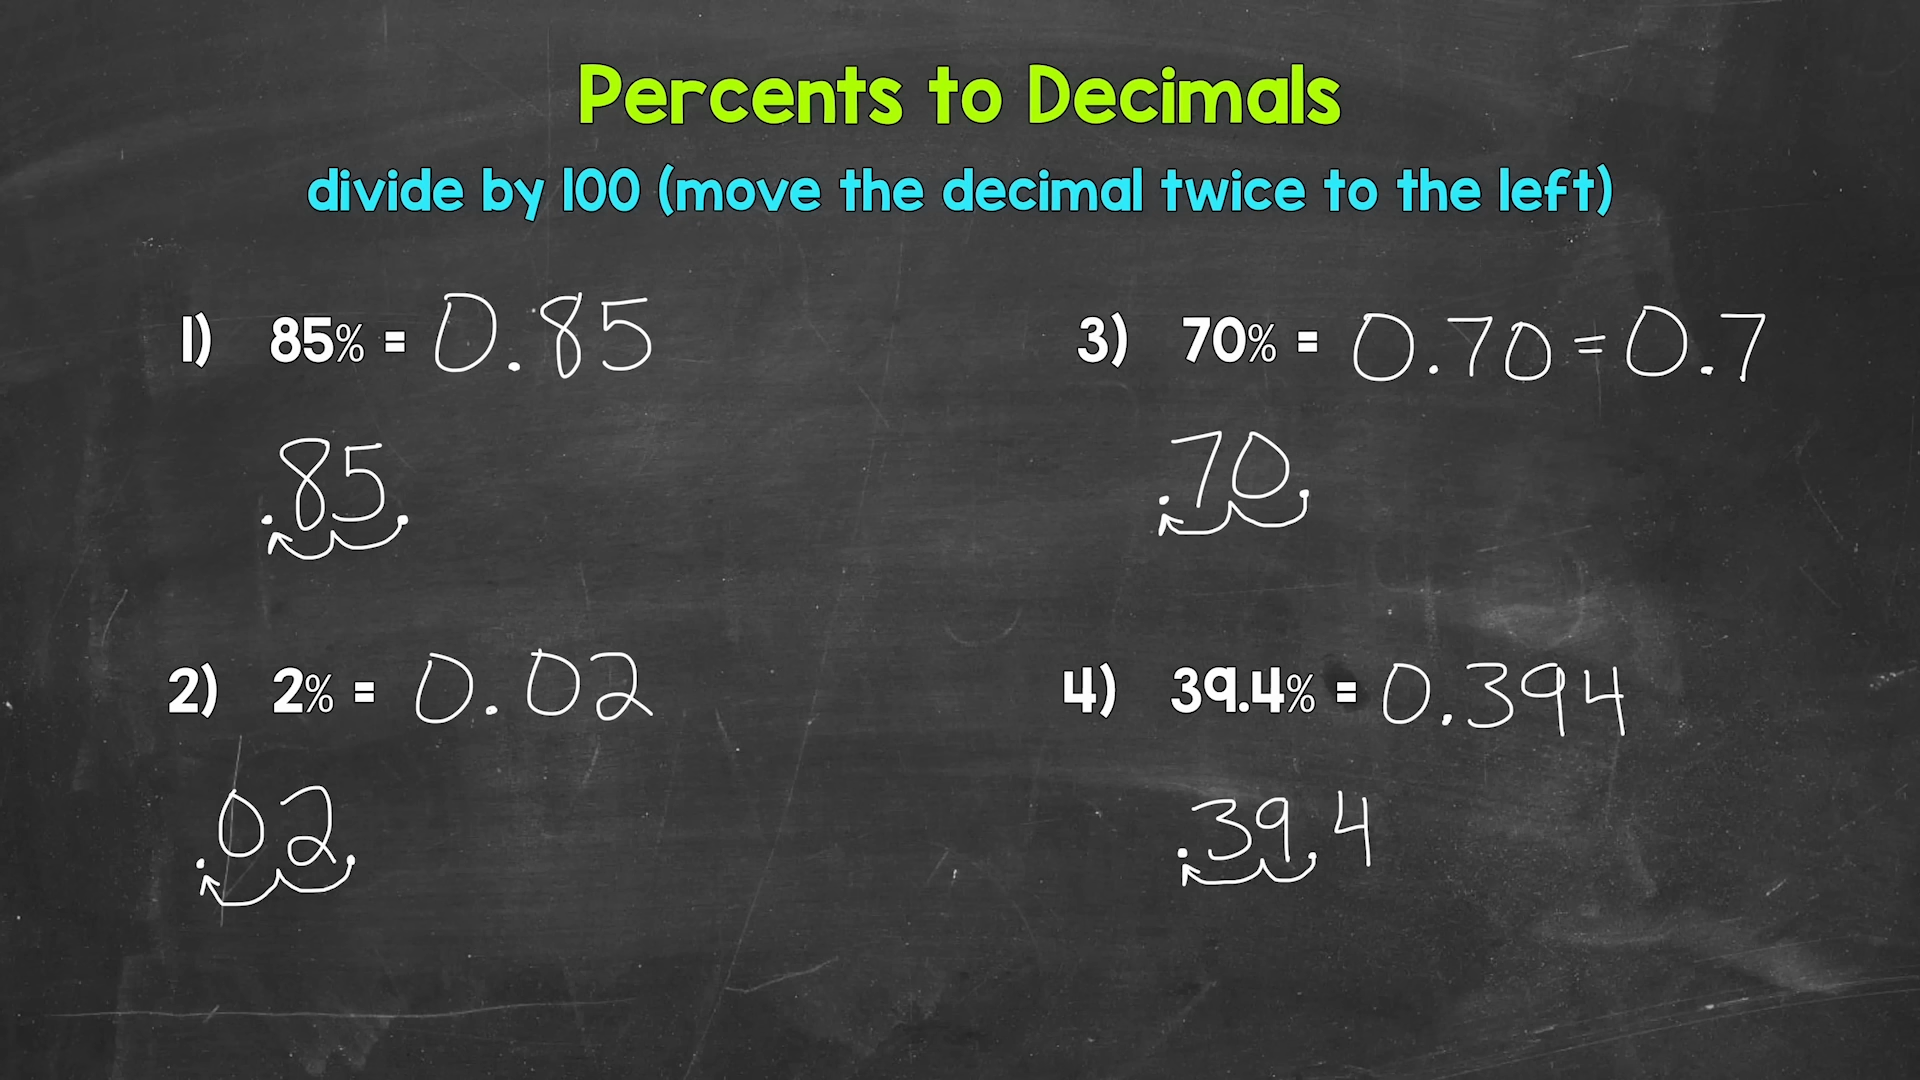 Percents to Decimals
divide by 100 (move the decimal twice to the left)
1) 85% = 0.85
.85.
2) 2% = 0.02
.02.
3) 70% = 0.70 = 0.7
.70.
4) 39.4% = 0.394
.39.4